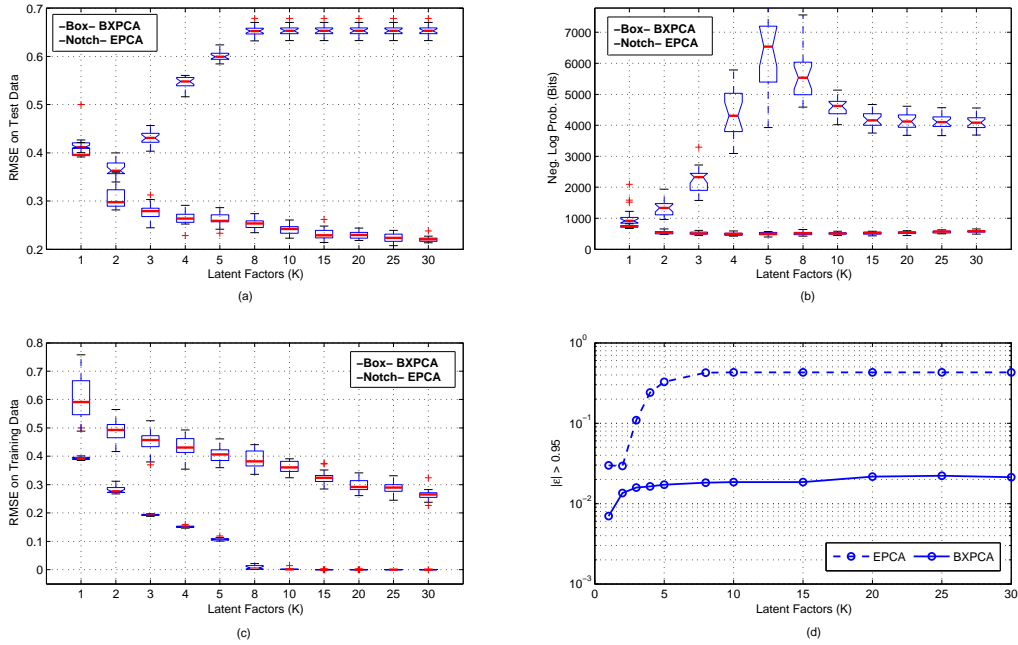 –Box– BXPCA
–Notch– EPCA
RMSE on Test Data
0.7
0.6
0.5
0.4
0.3
0.2
1 2 3 4 5 8 10 15 20 25 30
Latent Factors (K)
(a)
–Box– BXPCA
–Notch– EPCA
Neg. Log Prob. (Bits)
7000
6000
5000
4000
3000
2000
1000
0
1 2 3 4 5 8 10 15 20 25 30
Latent Factors (K)
(b)
–Box– BXPCA
–Notch– EPCA
RMSE on Training Data
0.8
0.7
0.6
0.5
0.4
0.3
0.2
0.1
0
1 2 3 4 5 8 10 15 20 25 30
Latent Factors (K)
(c)
|ε| > 0.95
10^0
10^−1
10^−2
10^−3
0 5 10 15 20 25 30
EPCA BXPCA
Latent Factors (K)
(d)